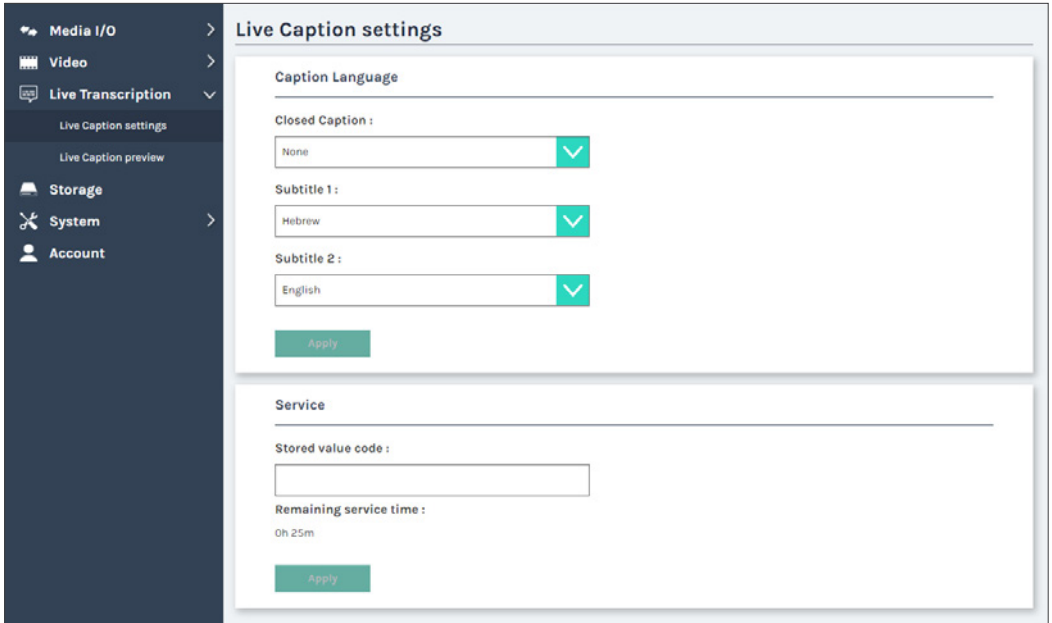 Media I/O
Video
Live Transcription
Live Caption settings
Live Caption preview
Storage
System
Account
Live Caption settings
Caption Language
Closed Caption :
None
Subtitle 1 :
Hebrew
Subtitle 2 :
English
Apply
Service
Stored value code :
Remaining service time :
0h 25m
Apply